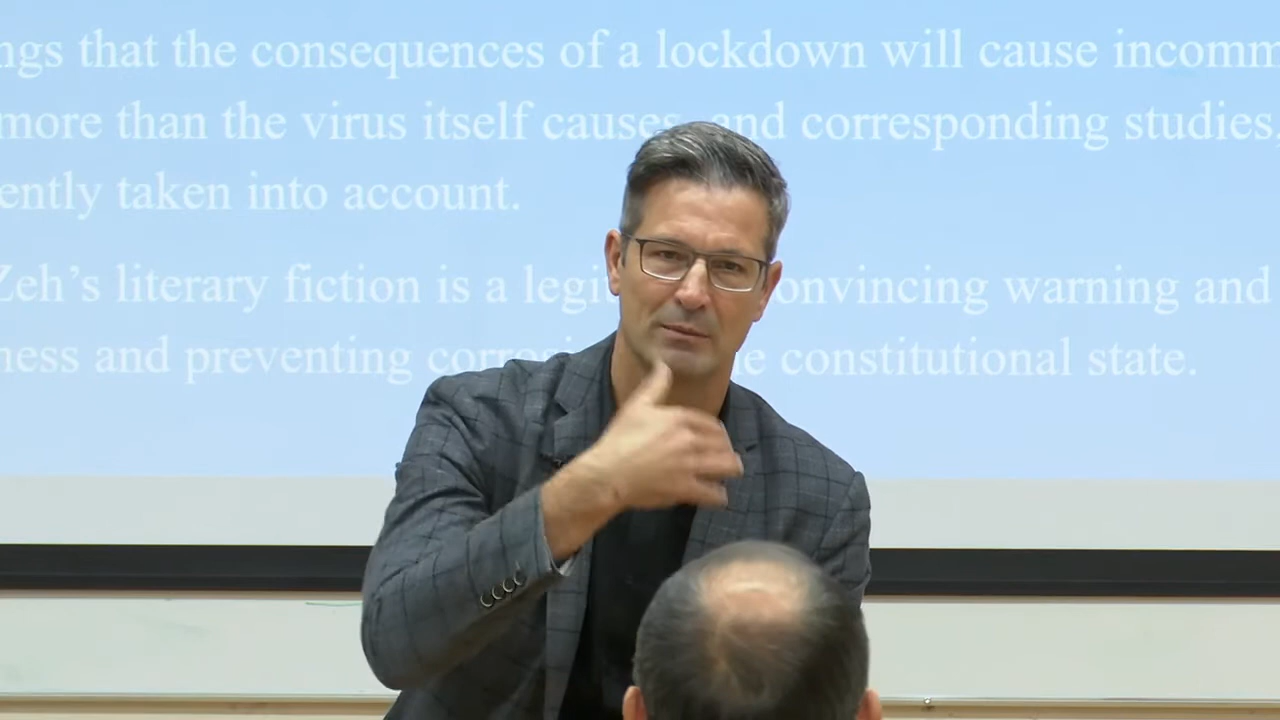 ngs that the consequences of a lockdown will cause incomm
more than the virus itself causes and corresponding studies,
ently taken into account.
Zeh's literary fiction is a legi onvincing warning and
ness and preventing corrosi e constitutional state.